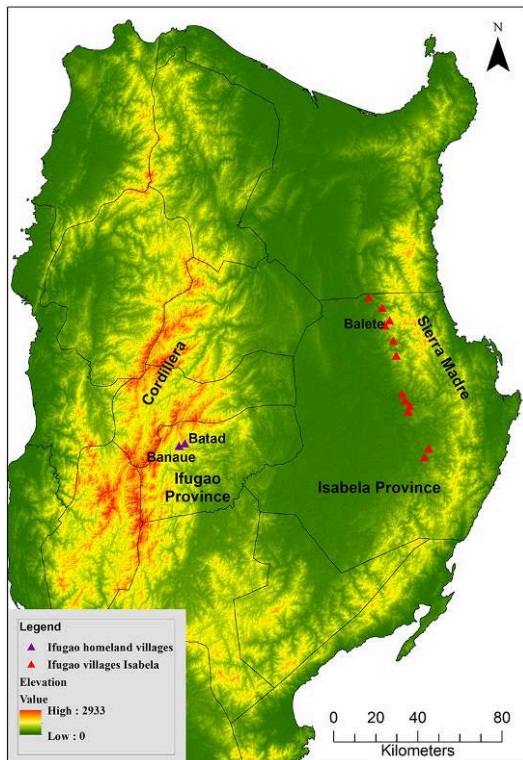 N
Balete
Sierra Madre
Cordillera
Batad
Banaue
Ifugao
Province
Isabela Province
Legend
Ifugao homeland villages
Ifugao villages Isabela
Elevation
Value
High : 2933
Low : 0
0 20 40 80
Kilometers